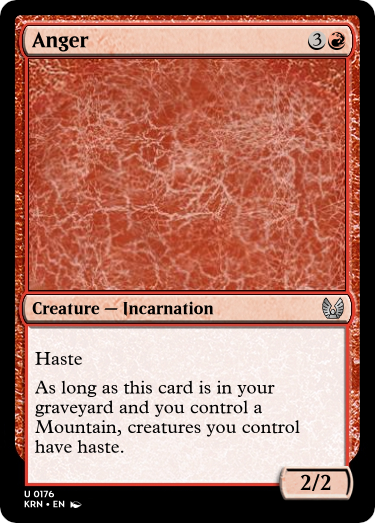 Anger 3
Creature — Incarnation
Haste
As long as this card is in your
graveyard and you control a
Mountain, creatures you control
have haste.
2/2
U 0176
KRN • EN